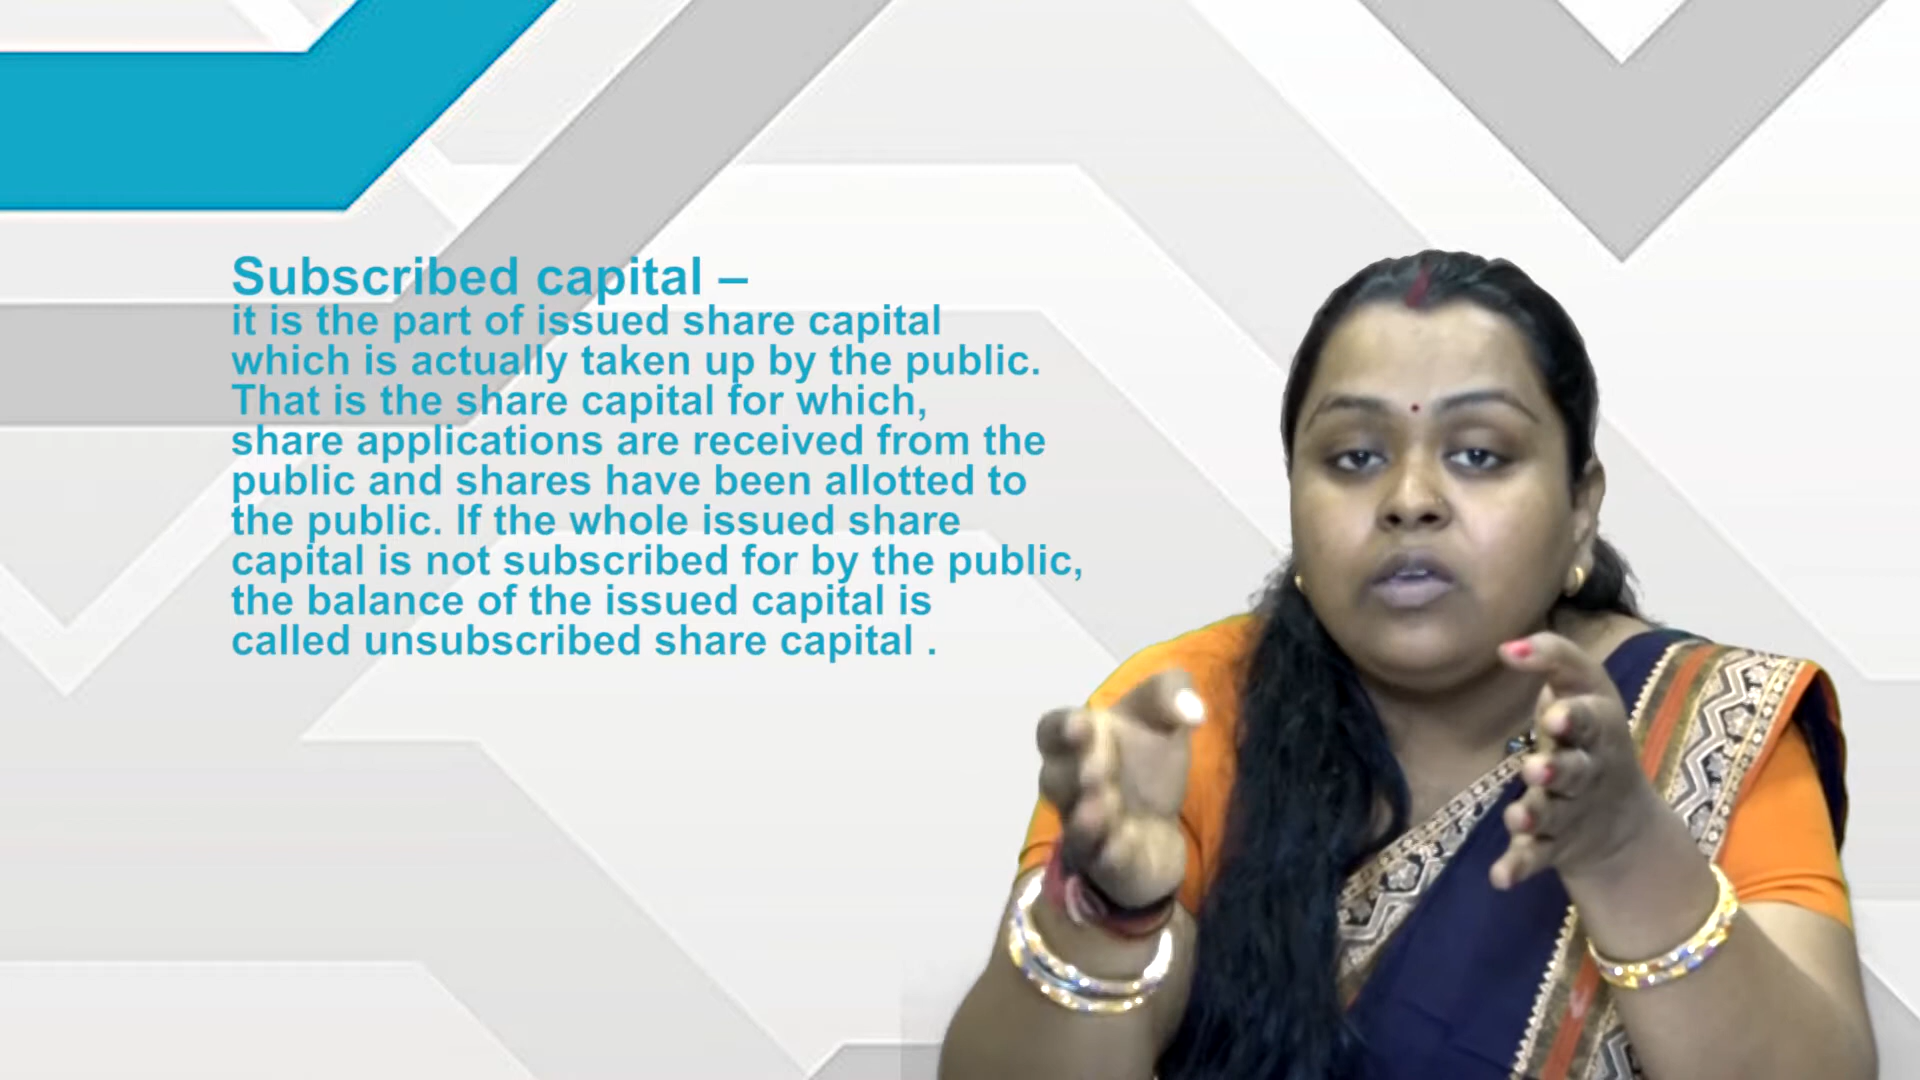 Subscribed capital –
it is the part of issued share capital
which is actually taken up by the public.
That is the share capital for which,
share applications are received from the
public and shares have been allotted to
the public. If the whole issued share
capital is not subscribed for by the public,
the balance of the issued capital is
called unsubscribed share capital .